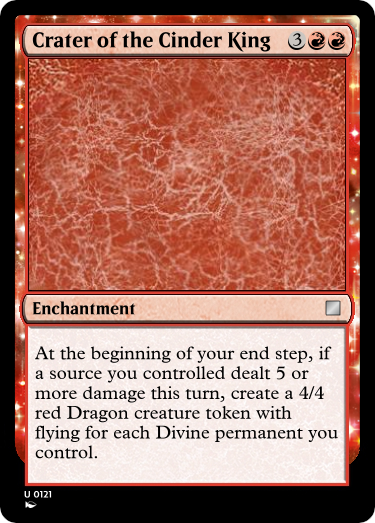 Crater of the Cinder King 3
Enchantment
At the beginning of your end step, if
a source you controlled dealt 5 or
more damage this turn, create a 4/4
red Dragon creature token with
flying for each Divine permanent you
control.
U 0121